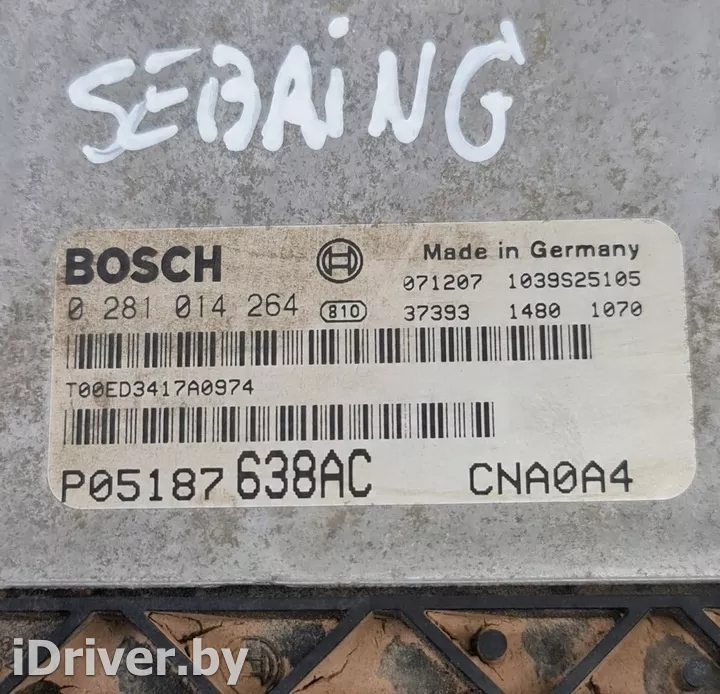 SEBAING
BOSCH
Made in Germany
071207 1039S25105
0 281 014 264 810 37393 1480 1070
T00ED3417A0974
P05187638AC CNA0A4
iDriver.by